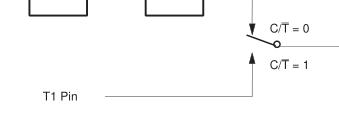 C/T̅ = 0
C/T̅ = 1
T1 Pin